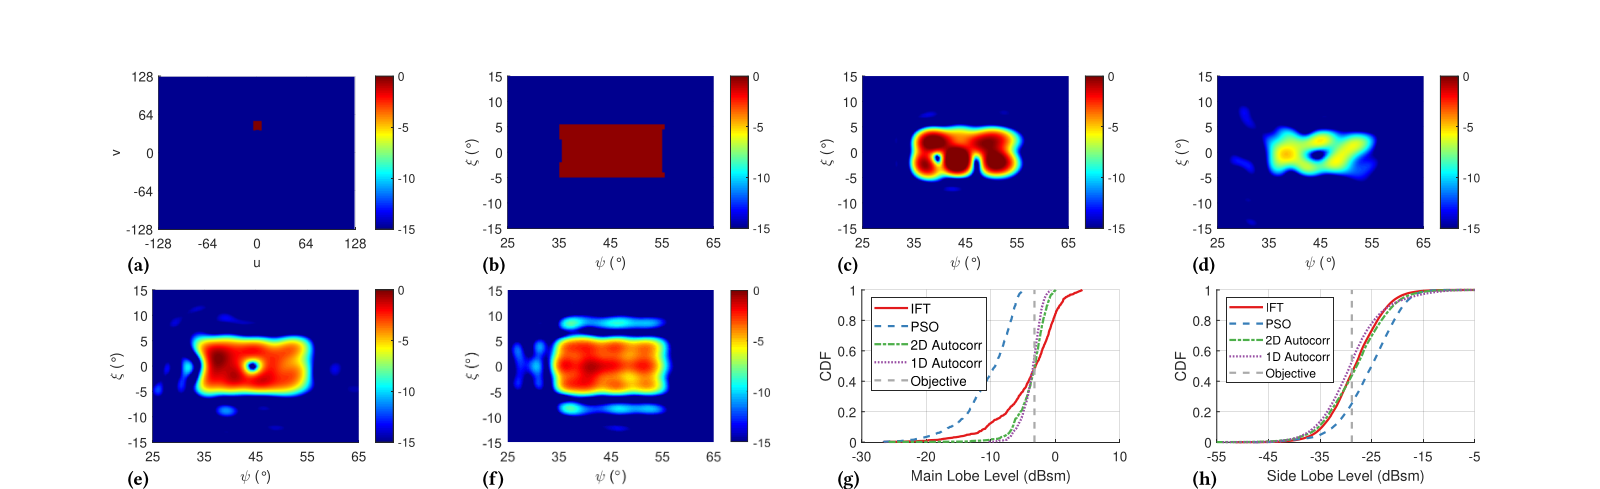 128
64
0
-64
-128
v
-128 -64 0 64 128
u
0
-5
-10
-15
(a)
15
10
5
0
-5
-10
-15
ξ (°)
25 35 45 55 65
ψ (°)
0
-5
-10
-15
(b)
15
10
5
0
-5
-10
-15
ξ (°)
25 35 45 55 65
ψ (°)
0
-5
-10
-15
(c)
15
10
5
0
-5
-10
-15
ξ (°)
25 35 45 55 65
ψ (°)
0
-5
-10
-15
(d)
15
10
5
0
-5
-10
-15
ξ (°)
25 35 45 55 65
ψ (°)
0
-5
-10
-15
(e)
15
10
5
0
-5
-10
-15
ξ (°)
25 35 45 55 65
ψ (°)
0
-5
-10
-15
(f)
1
0.8
0.6
0.4
0.2
0
CDF
IFT
PSO
2D Autocorr
1D Autocorr
Objective
-30 -20 -10 0 10
Main Lobe Level (dBsm)
(g)
1
0.8
0.6
0.4
0.2
0
CDF
IFT
PSO
2D Autocorr
1D Autocorr
Objective
-55 -45 -35 -25 -15 -5
Side Lobe Level (dBsm)
(h)